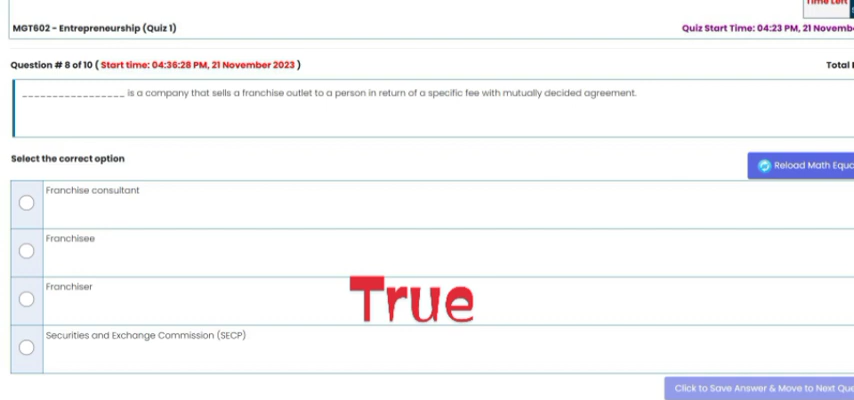 Time Left
MGT602 - Entrepreneurship (Quiz 1)
Quiz Start Time: 04:23 PM, 21 Novemb
Question # 8 of 10 ( Start time: 04:36:28 PM, 21 November 2023 )
Total
_________________ is a company that sells a franchise outlet to a person in return of a specific fee with mutually decided agreement.
Select the correct option
Reload Math Equa
Franchise consultant
Franchisee
Franchiser
True
Securities and Exchange Commission (SECP)
Click to Save Answer & Move to Next Que